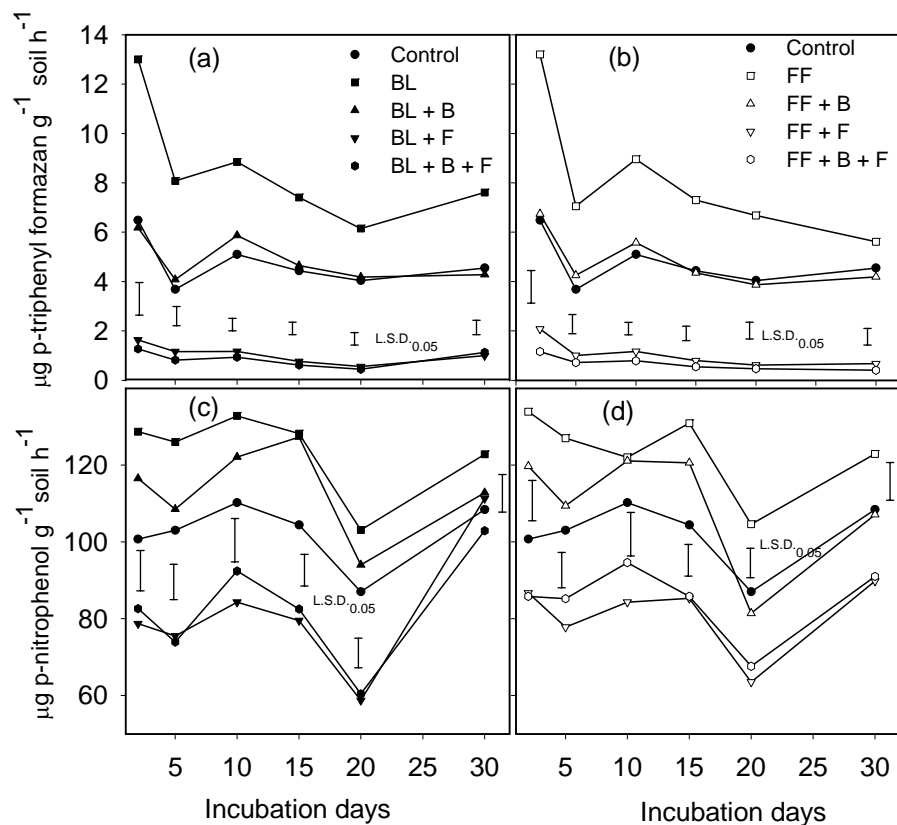 µg p-triphenyl formazan g⁻¹ soil h⁻¹
14
12
10
8
6
4
2
0
(a)
Control
BL
BL + B
BL + F
BL + B + F
L.S.D.0.05
(b)
Control
FF
FF + B
FF + F
FF + B + F
L.S.D.0.05
µg p-nitrophenol g⁻¹ soil h⁻¹
120
100
80
60
(c)
L.S.D.0.05
(d)
L.S.D.0.05
5 10 15 20 25 30
5 10 15 20 25 30
Incubation days
Incubation days